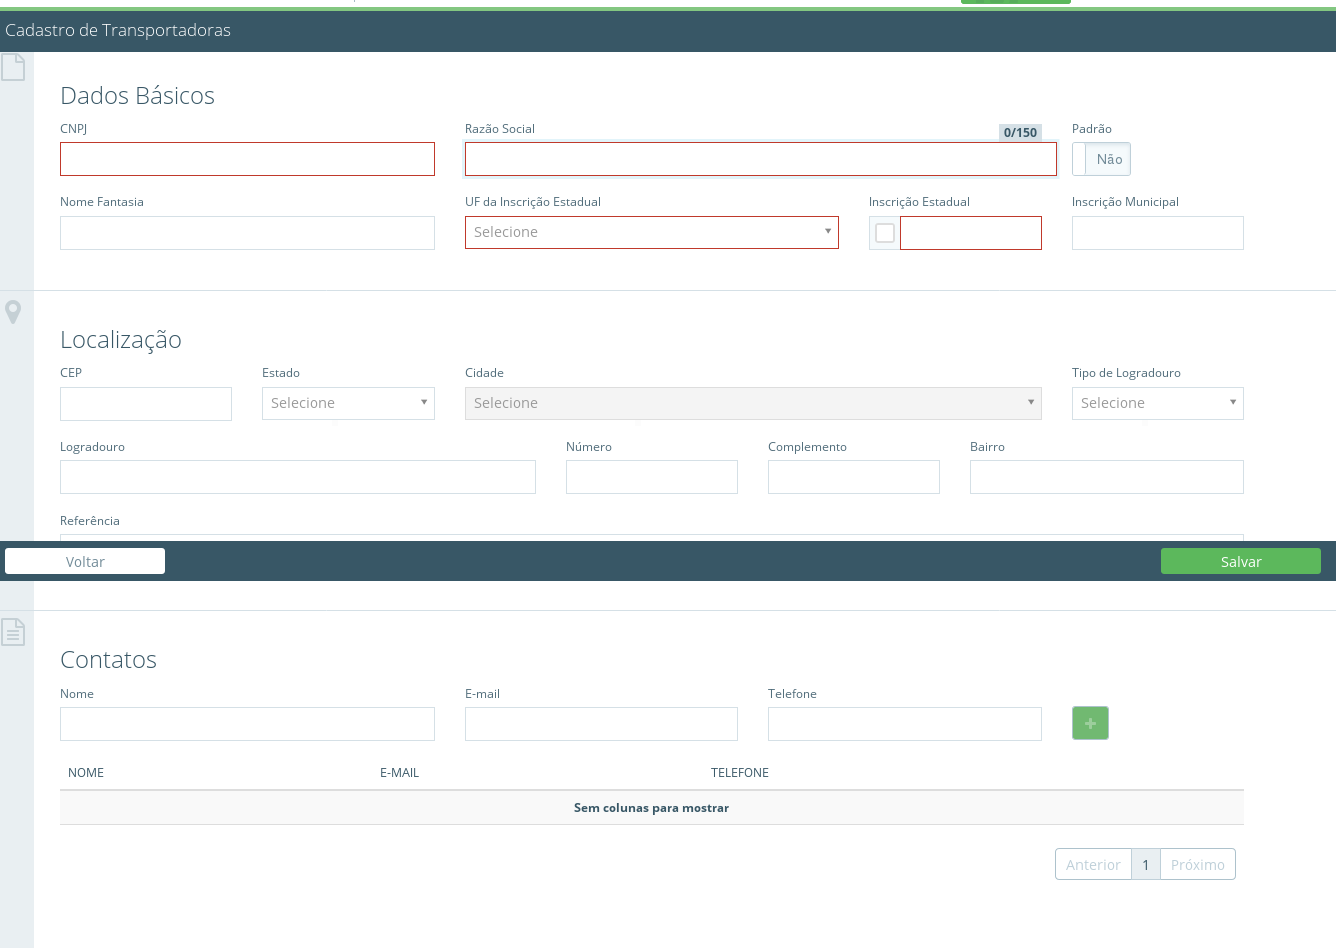 Cadastro de Transportadoras
Dados Básicos
CNPJ
Razão Social
0/150
Padrão
Não
Nome Fantasia
UF da Inscrição Estadual
Inscrição Estadual
Inscrição Municipal
Selecione
Localização
CEP
Estado
Cidade
Tipo de Logradouro
Selecione
Selecione
Selecione
Logradouro
Número
Complemento
Bairro
Referência
Voltar
Salvar
Contatos
Nome
E-mail
Telefone
NOME
E-MAIL
TELEFONE
Sem colunas para mostrar
Anterior
1
Próximo